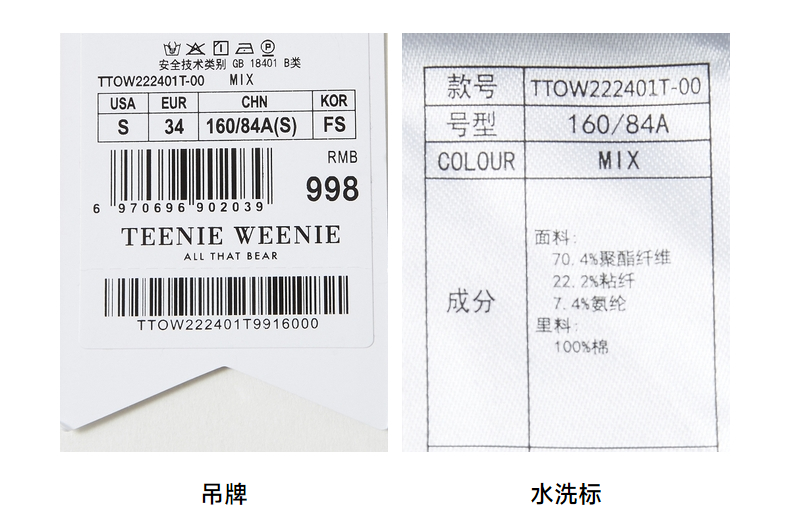 安全技术类别 GB 18401 B类
TTOW222401T-00 MIX
USA EUR CHN KOR
S 34 160/84A(S) FS
RMB
998
6 970696 902039
TEENIE WEENIE
ALL THAT BEAR
TTOW222401T9916000
吊牌
款号 TTOW222401T-00
号型 160/84A
COLOUR MIX
成分
面料:
70.4%聚酯纤维
22.2%粘纤
7.4%氨纶
里料:
100%棉
水洗标